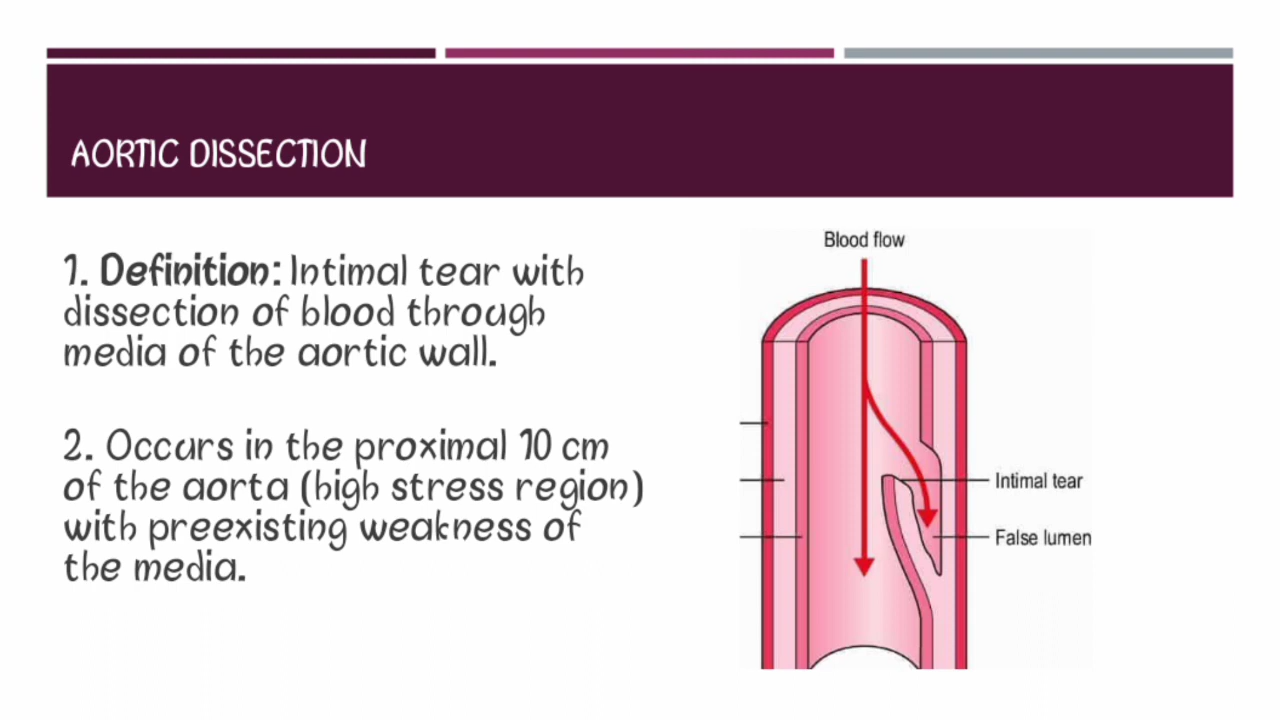 AORTIC DISSECTION
1. Definition: Intimal tear with
dissection of blood through
media of the aortic wall.
2. Occurs in the proximal 10 cm
of the aorta (high stress region)
with preexisting weakness of
the media.
Blood flow
Intimal tear
False lumen